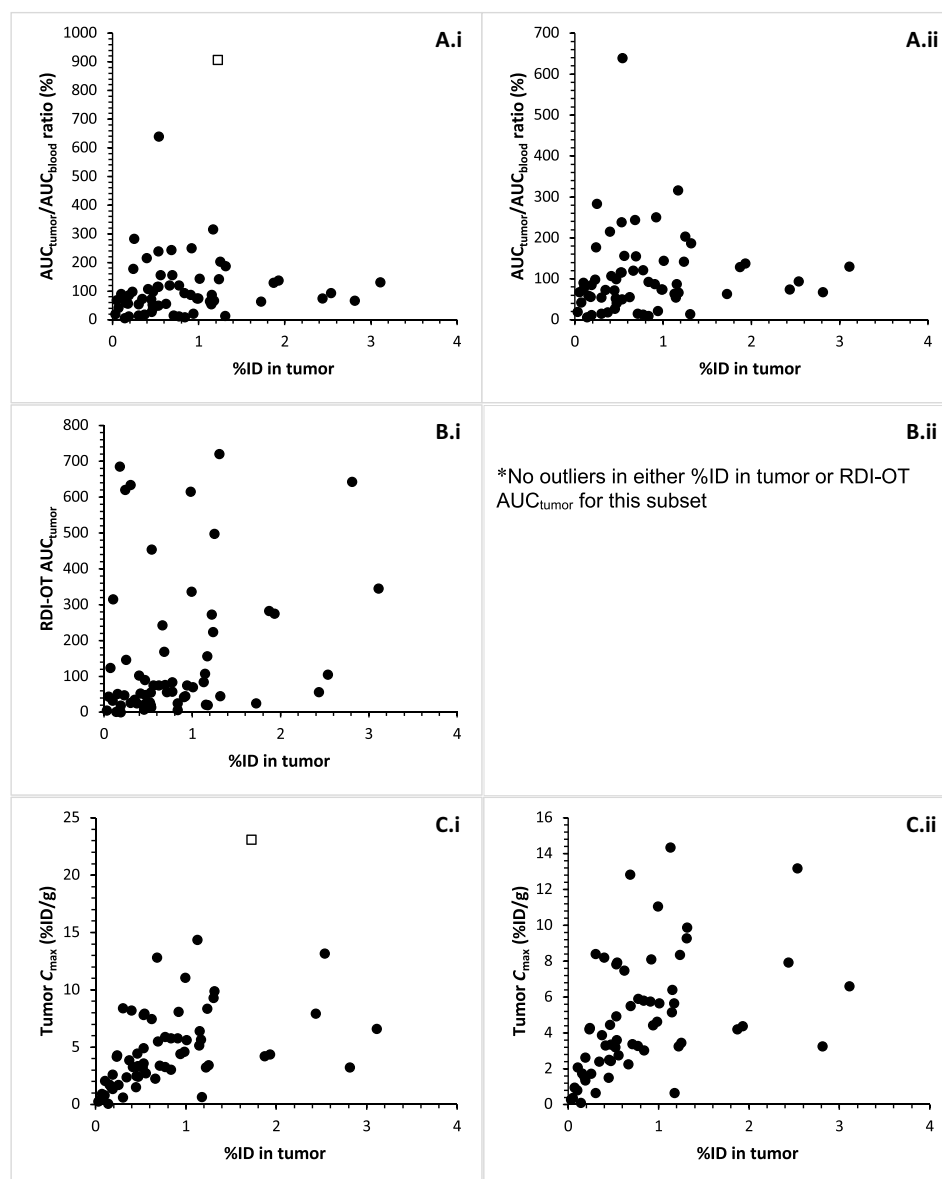 A.i
1000
900
800
700
600
500
400
300
200
100
0
0 1 2 3 4
AUCtumor/AUCblood ratio (%)
%ID in tumor
A.ii
700
600
500
400
300
200
100
0
0 1 2 3 4
AUCtumor/AUCblood ratio (%)
%ID in tumor
B.i
800
700
600
500
400
300
200
100
0
0 1 2 3 4
RDI-OT AUCtumor
%ID in tumor
B.ii
*No outliers in either %ID in tumor or RDI-OT
AUCtumor for this subset
C.i
25
20
15
10
5
0
0 1 2 3 4
Tumor Cmax (%ID/g)
%ID in tumor
C.ii
16
14
12
10
8
6
4
2
0
0 1 2 3 4
Tumor Cmax (%ID/g)
%ID in tumor